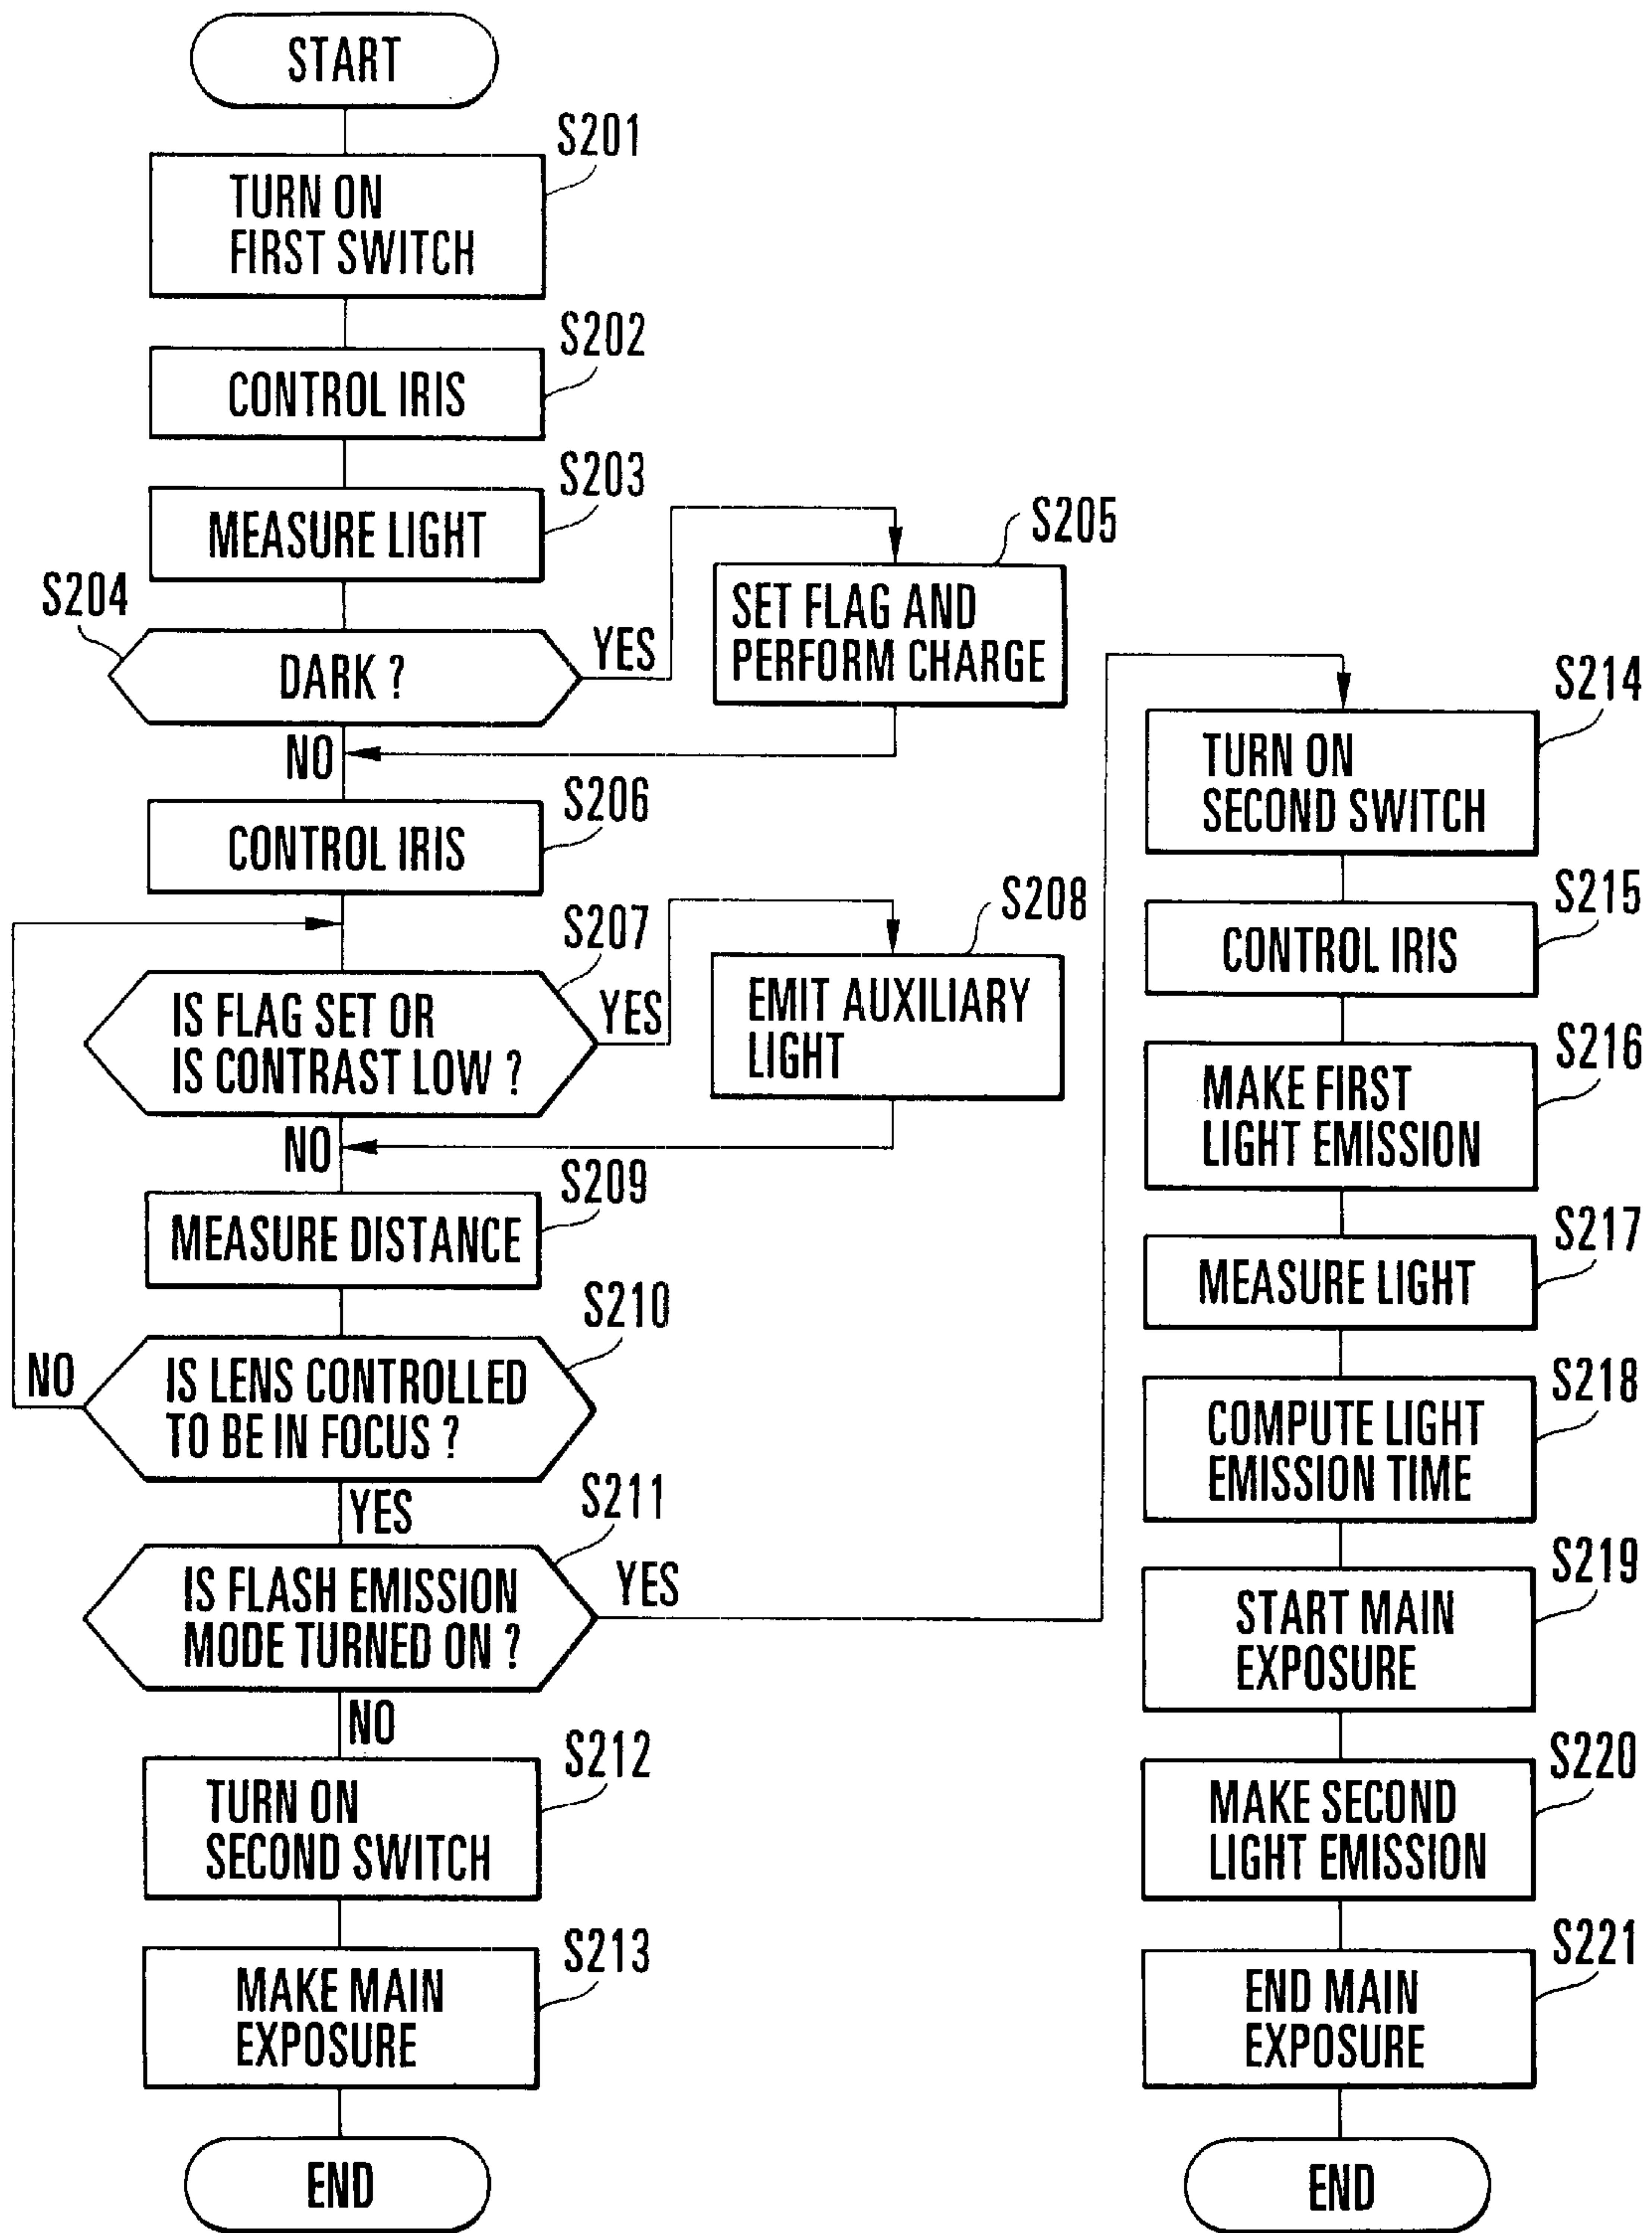 START
S201
TURN ON
FIRST SWITCH
S202
CONTROL IRIS
S203
MEASURE LIGHT
S204
DARK ?
YES
NO
S205
SET FLAG AND
PERFORM CHARGE
S206
CONTROL IRIS
S207
IS FLAG SET OR
IS CONTRAST LOW ?
YES
NO
S208
EMIT AUXILIARY
LIGHT
S209
MEASURE DISTANCE
S210
IS LENS CONTROLLED
TO BE IN FOCUS ?
NO
YES
S211
IS FLASH EMISSION
MODE TURNED ON ?
YES
NO
S212
TURN ON
SECOND SWITCH
S213
MAKE MAIN
EXPOSURE
END
S214
TURN ON
SECOND SWITCH
S215
CONTROL IRIS
S216
MAKE FIRST
LIGHT EMISSION
S217
MEASURE LIGHT
S218
COMPUTE LIGHT
EMISSION TIME
S219
START MAIN
EXPOSURE
S220
MAKE SECOND
LIGHT EMISSION
S221
END MAIN
EXPOSURE
END